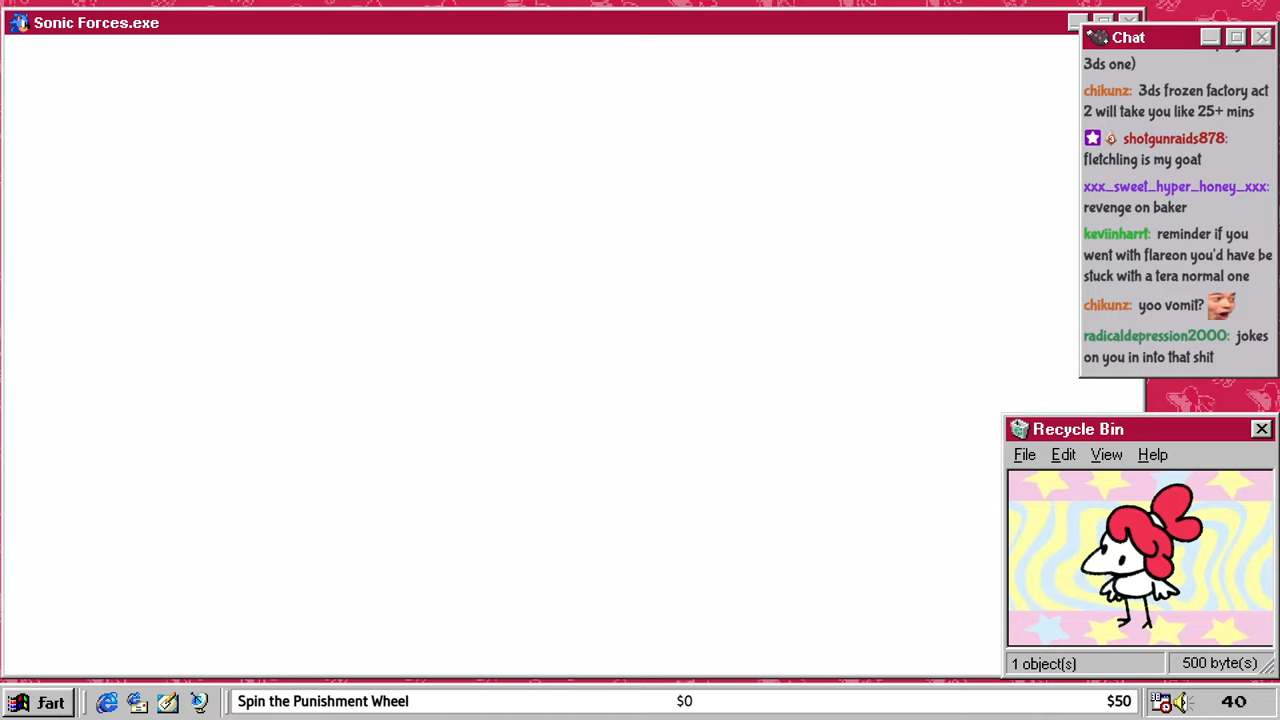 Sonic Forces.exe
Chat
3ds one)
chikunz: 3ds frozen factory act
2 will take you like 25+ mins
shotgunraids878:
fletchling is my goat
xxx_sweet_hyper_honey_xxx:
revenge on baker
keviinharrt: reminder if you
went with flareon you'd have be
stuck with a tera normal one
chikunz: yoo vomit?
radicaldepression2000: jokes
on you in into that shit
Recycle Bin
File Edit View Help
1 object(s) 500 byte(s)
fart
Spin the Punishment Wheel $0 $50
40